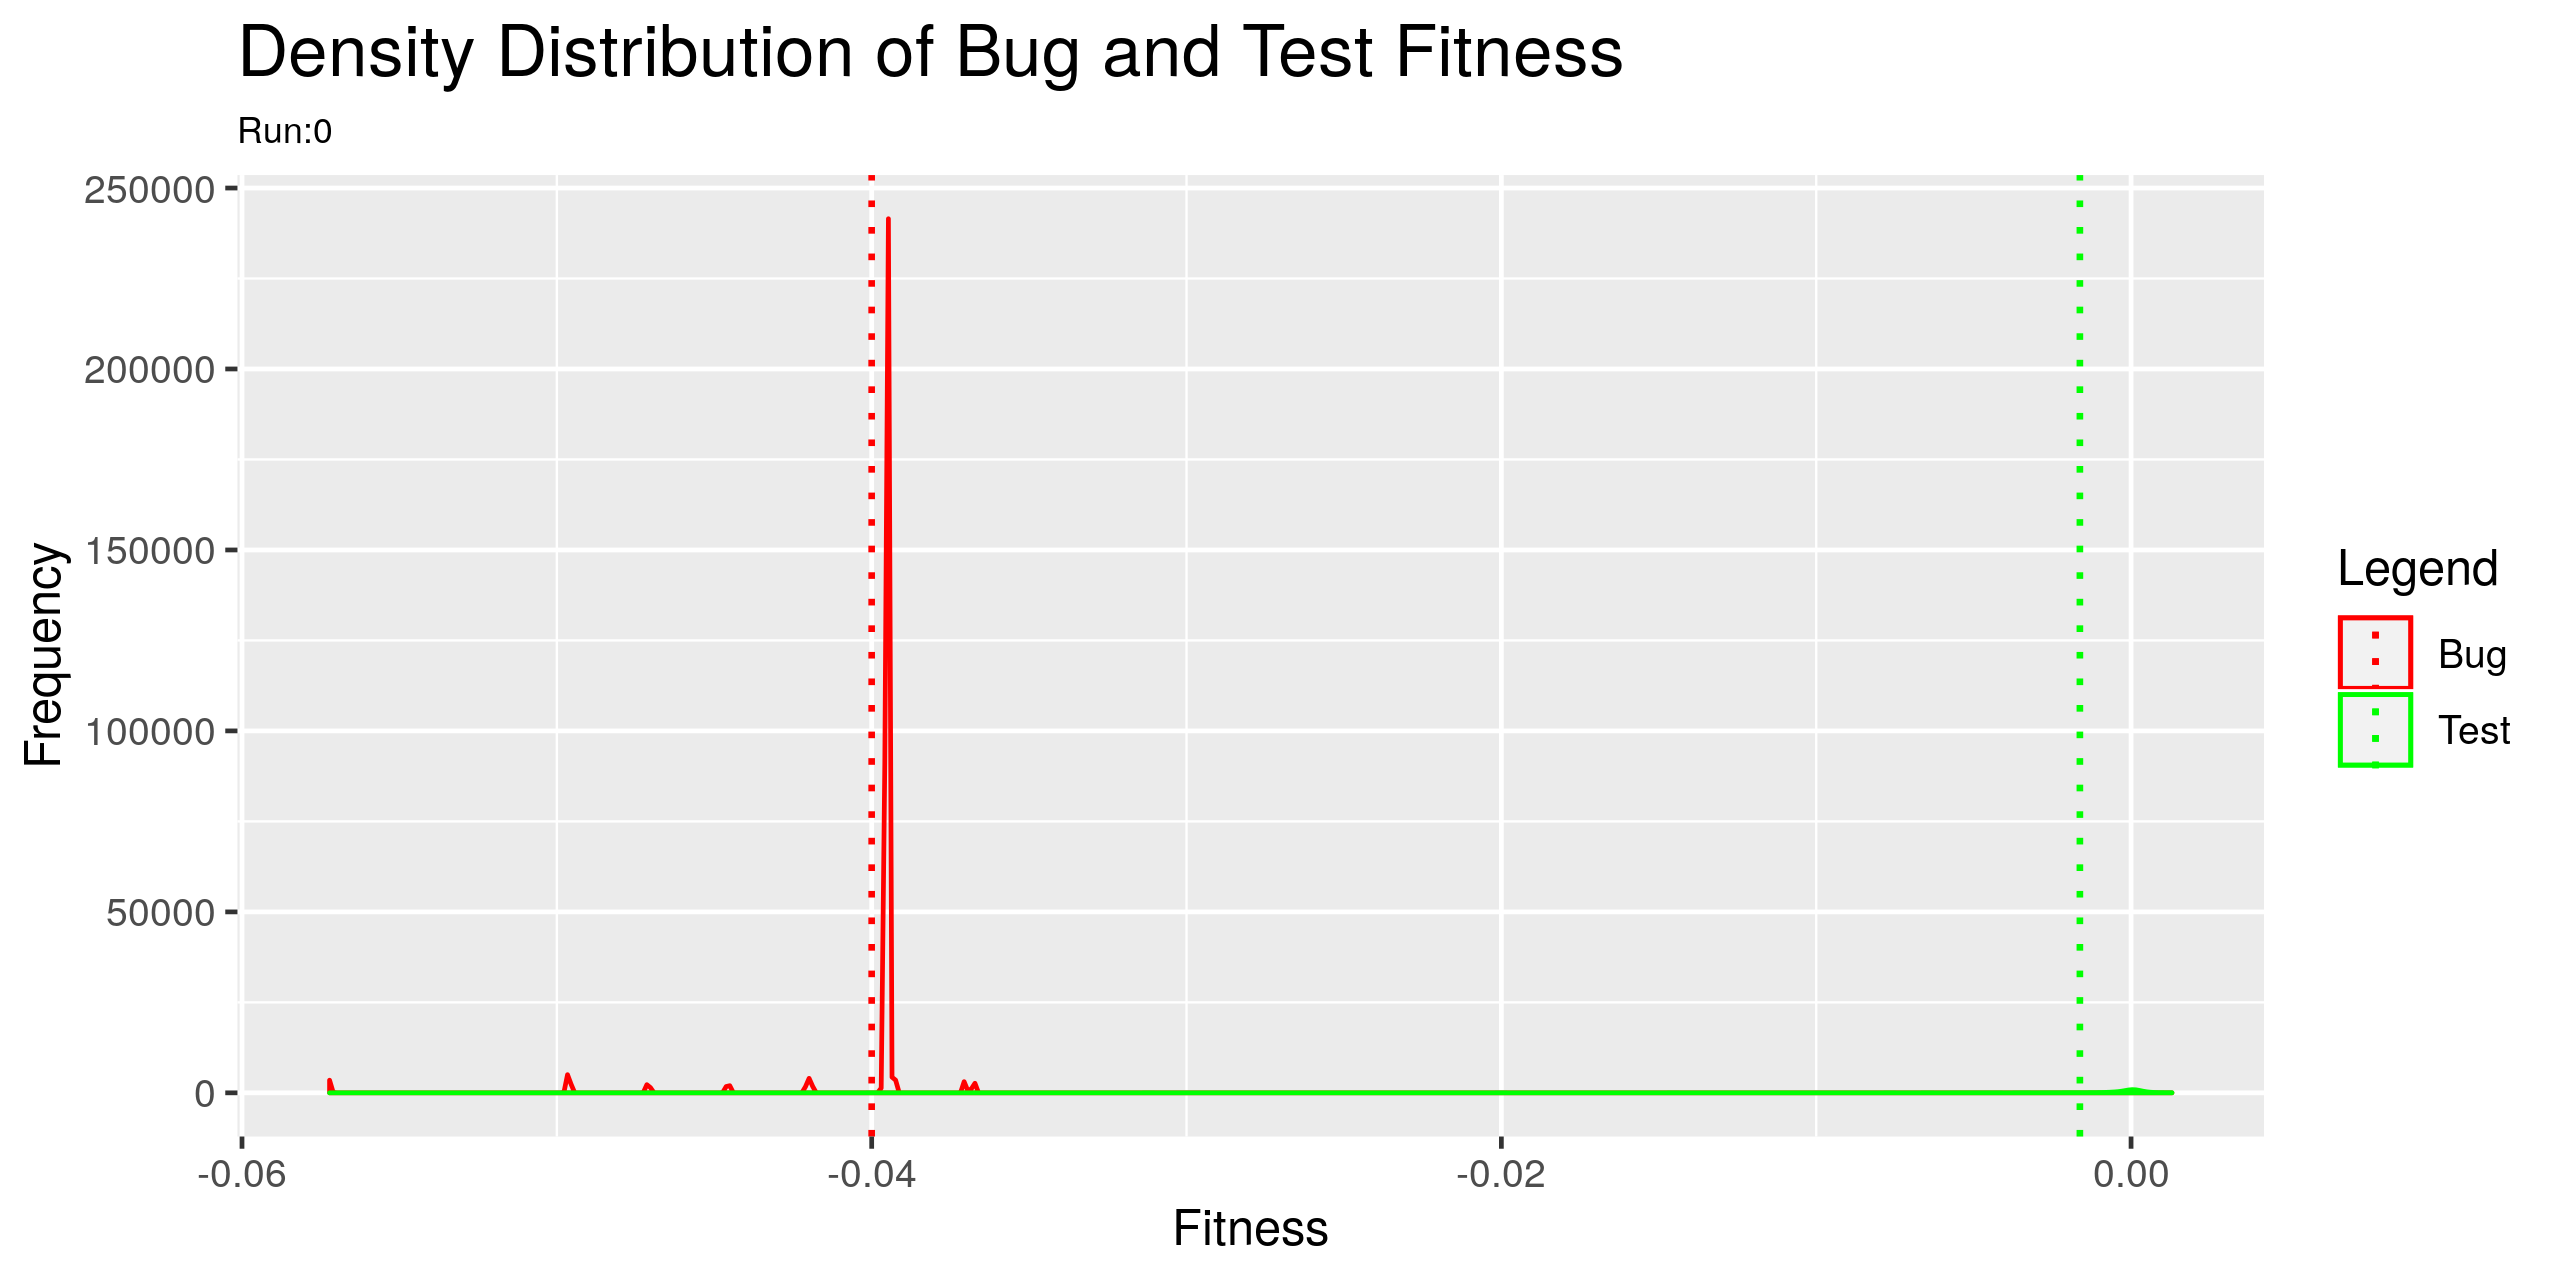 Density Distribution of Bug and Test Fitness
Run:0
250000
200000
150000
100000
50000
0
Frequency
-0.06
-0.04
-0.02
0.00
Fitness
Legend
Bug
Test